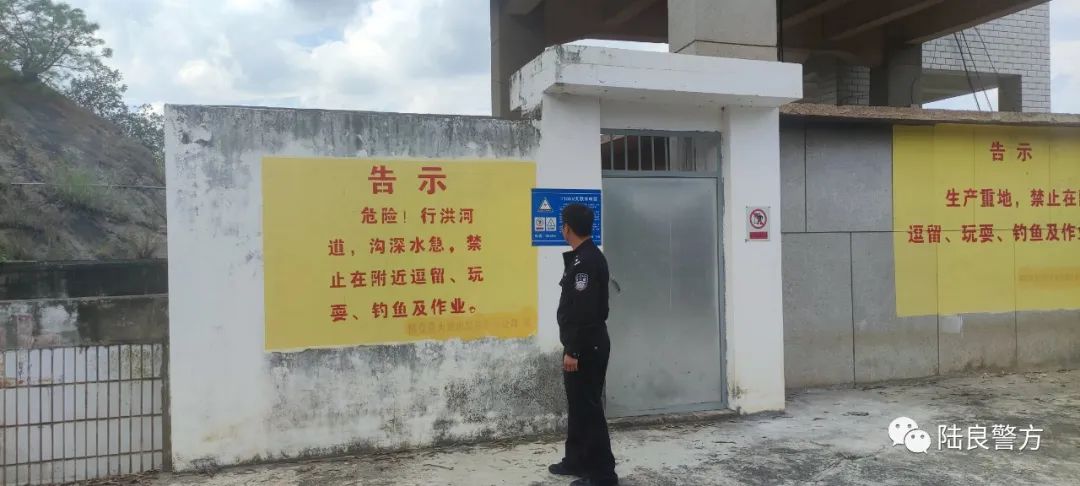 告示
危险！行洪河
道，沟深水急，禁
止在附近逗留、玩
耍、钓鱼及作业。
告示
生产重地，禁止在
逗留、玩耍、钓鱼及作业
陆良警方